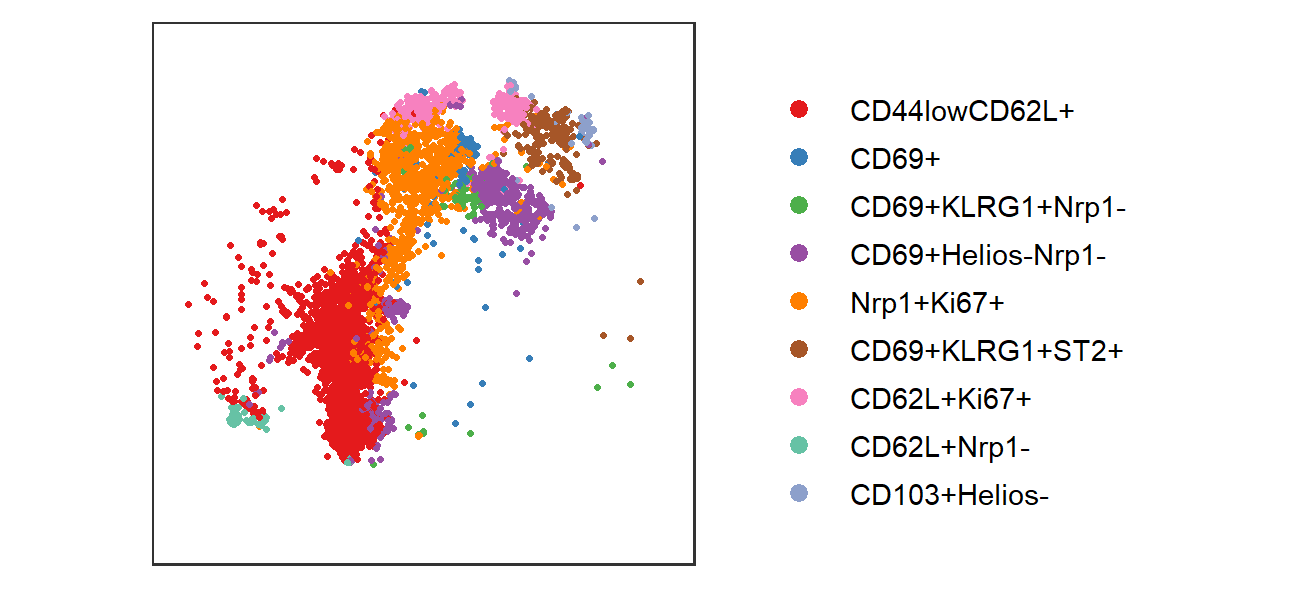 CD44lowCD62L+
CD69+
CD69+KLRG1+Nrp1-
CD69+Helios-Nrp1-
Nrp1+Ki67+
CD69+KLRG1+ST2+
CD62L+Ki67+
CD62L+Nrp1-
CD103+Helios-